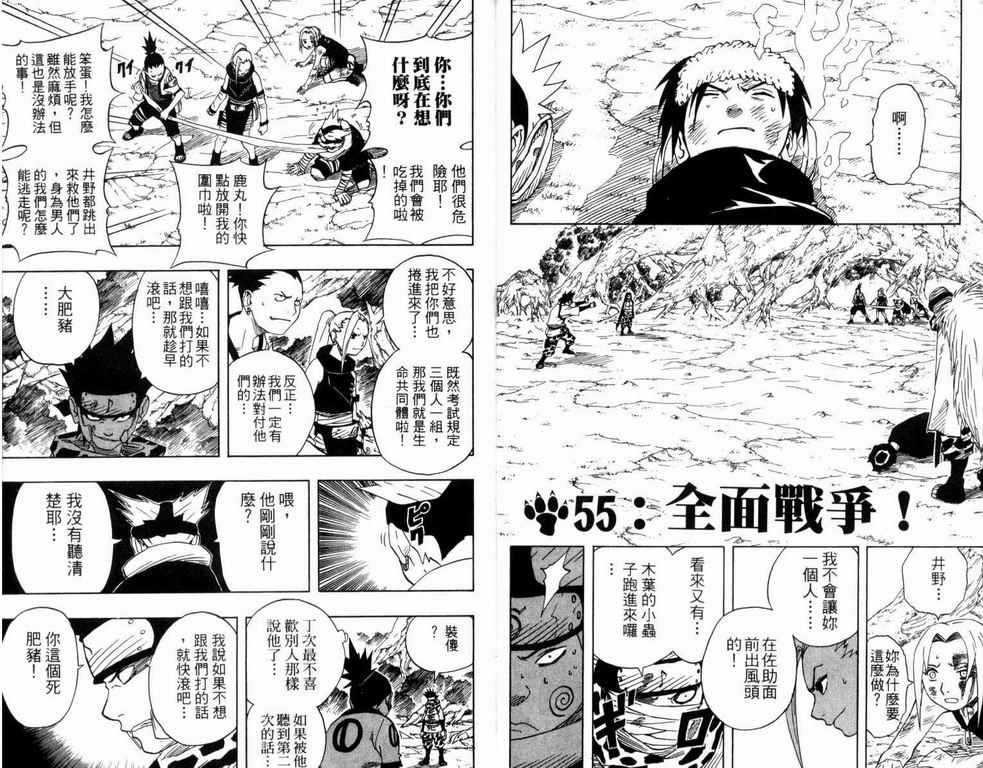 啊……
55：全面戰爭！
井野…
妳為什麼要
這麼做？
我不會讓妳
一個人…
在佐助面
前出風頭
的！
看來又有…
木葉的小蟲
子跑進來囉
…
ギロ
你…你們
到底在想
什麼呀？
他們很危
險耶！
我們會被
吃掉的啦
！
クイ
クイ
鹿丸！你快
點放開我的
圍巾啦！
笨蛋！我怎麼
能放手呢？
雖然麻煩，但
這也是沒辦法
的事！
井野都跳出
來救他們了
，身為男人
的我們怎麼
能逃走呢？
不好意思，
我把你們也
捲進來了…
既然考試規定
三個人一組，
那我們就是生
命共同體啦！
反正…
我們一定有
辦法對付他
們的…
嘻嘻…如果不
想跟我們打的
話，那就趁早
滾吧…
大肥豬
……
ピク
喂，
他剛剛說什
麼？
我沒有聽清
楚耶…
裝傻
？
丁次最不喜
歡別人那樣
說他了…
如果被他
聽到第二
次的話…
我說如果不想
跟我們打的話
，就快滾吧…
你這個死
肥豬！